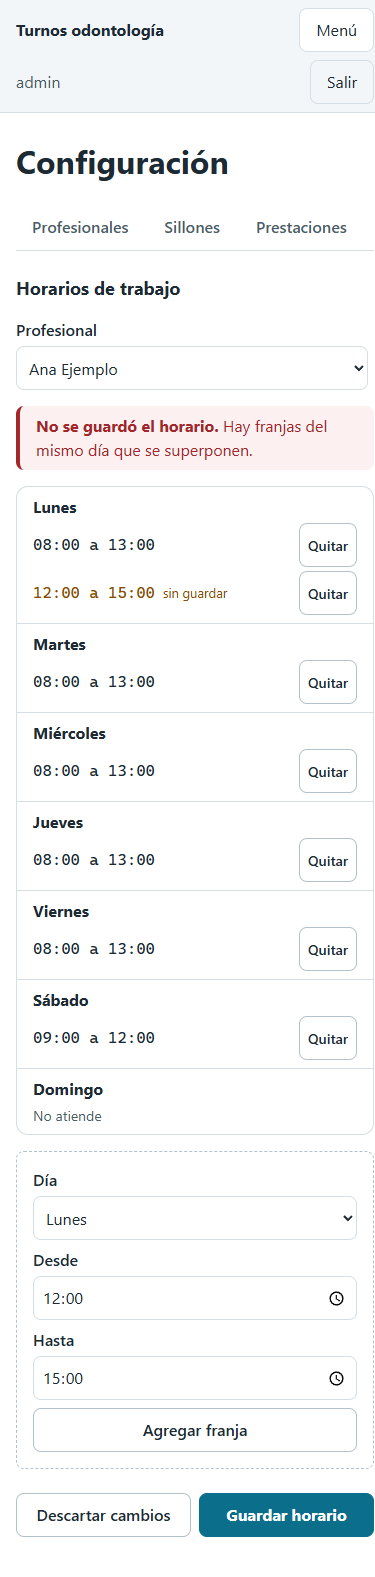 Turnos odontología
Menú
admin
Salir
Configuración
Profesionales Sillones Prestaciones
Horarios de trabajo
Profesional
Ana Ejemplo
No se guardó el horario. Hay franjas del
mismo día que se superponen.
Lunes
08:00 a 13:00 Quitar
12:00 a 15:00 sin guardar Quitar
Martes
08:00 a 13:00 Quitar
Miércoles
08:00 a 13:00 Quitar
Jueves
08:00 a 13:00 Quitar
Viernes
08:00 a 13:00 Quitar
Sábado
09:00 a 12:00 Quitar
Domingo
No atiende
Día
Lunes
Desde
12:00
Hasta
15:00
Agregar franja
Descartar cambios Guardar horario